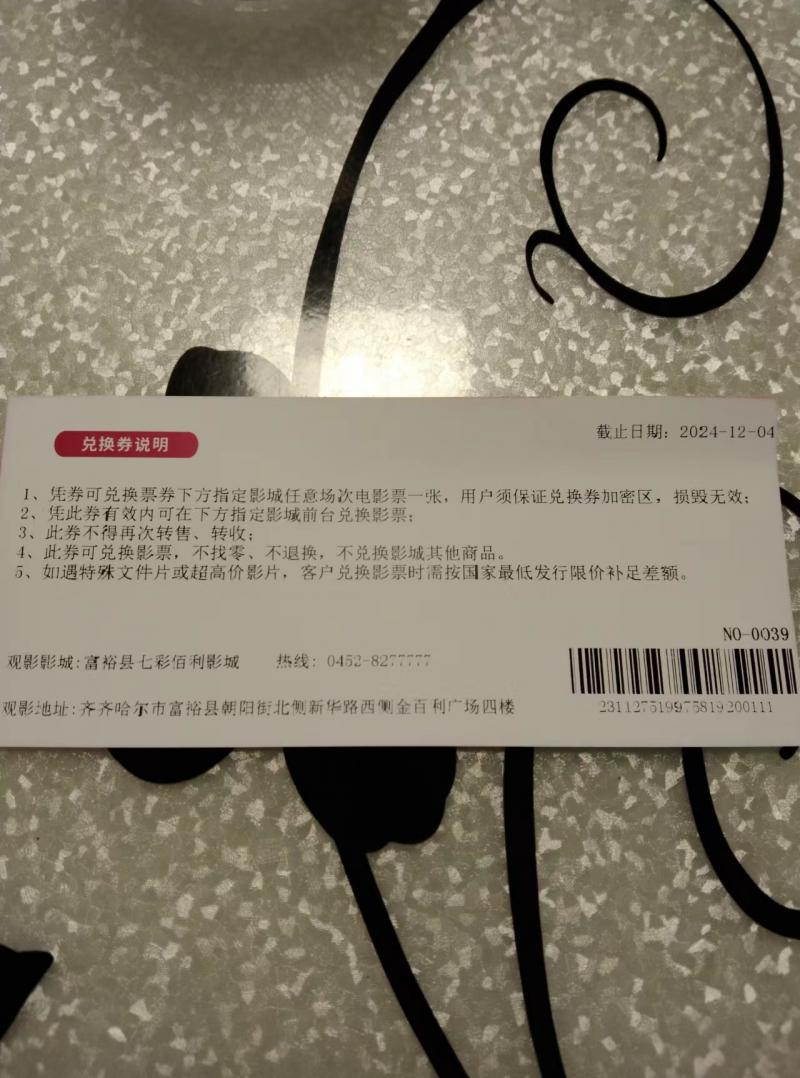 兑换券说明
截止日期：2024-12-04
1、凭券可兑换票券下方指定影城任意场次电影票一张，用户须保证兑换券加密区，损毁无效；
2、凭此券有效内可在下方指定影城前台兑换影票；
3、此券不得再次转售、转收；
4、此券可兑换影票，不找零、不退换，不兑换影城其他商品。
5、如遇特殊文件片或超高价影片，客户兑换影票时需按国家最低发行限价补足差额。
NO-0039
观影影城:富裕县七彩佰利影城 热线: 0452-8277777
231127519975819200111
观影地址:齐齐哈尔市富裕县朝阳街北侧新华路西侧金百利广场四楼